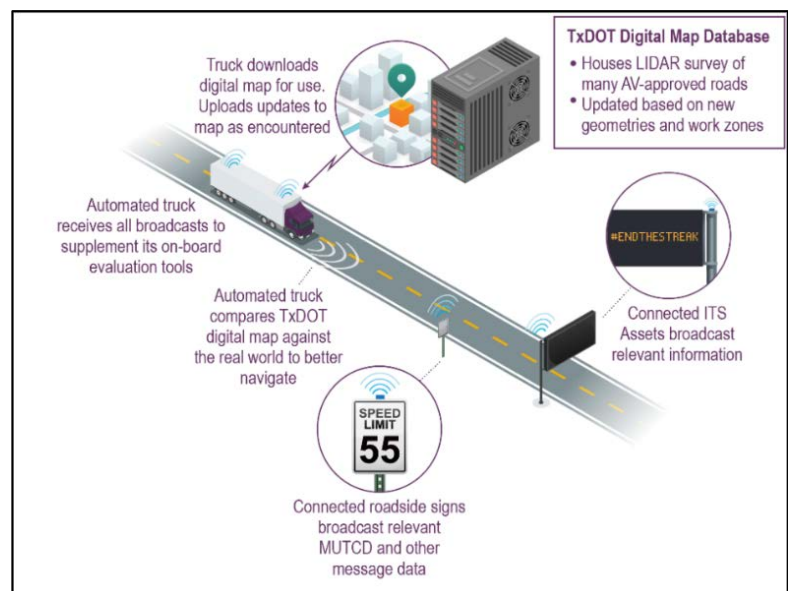 TxDOT Digital Map Database
• Houses LIDAR survey of
many AV-approved roads
• Updated based on new
geometries and work zones
Truck downloads
digital map for use.
Uploads updates to
map as encountered
Automated truck
receives all broadcasts to
supplement its on-board
evaluation tools
#ENDTHESTREAK
Connected ITS
Assets broadcast
relevant information
Automated truck
compares TxDOT
digital map against
the real world to better
navigate
SPEED
LIMIT
55
Connected roadside signs
broadcast relevant
MUTCD and other
message data